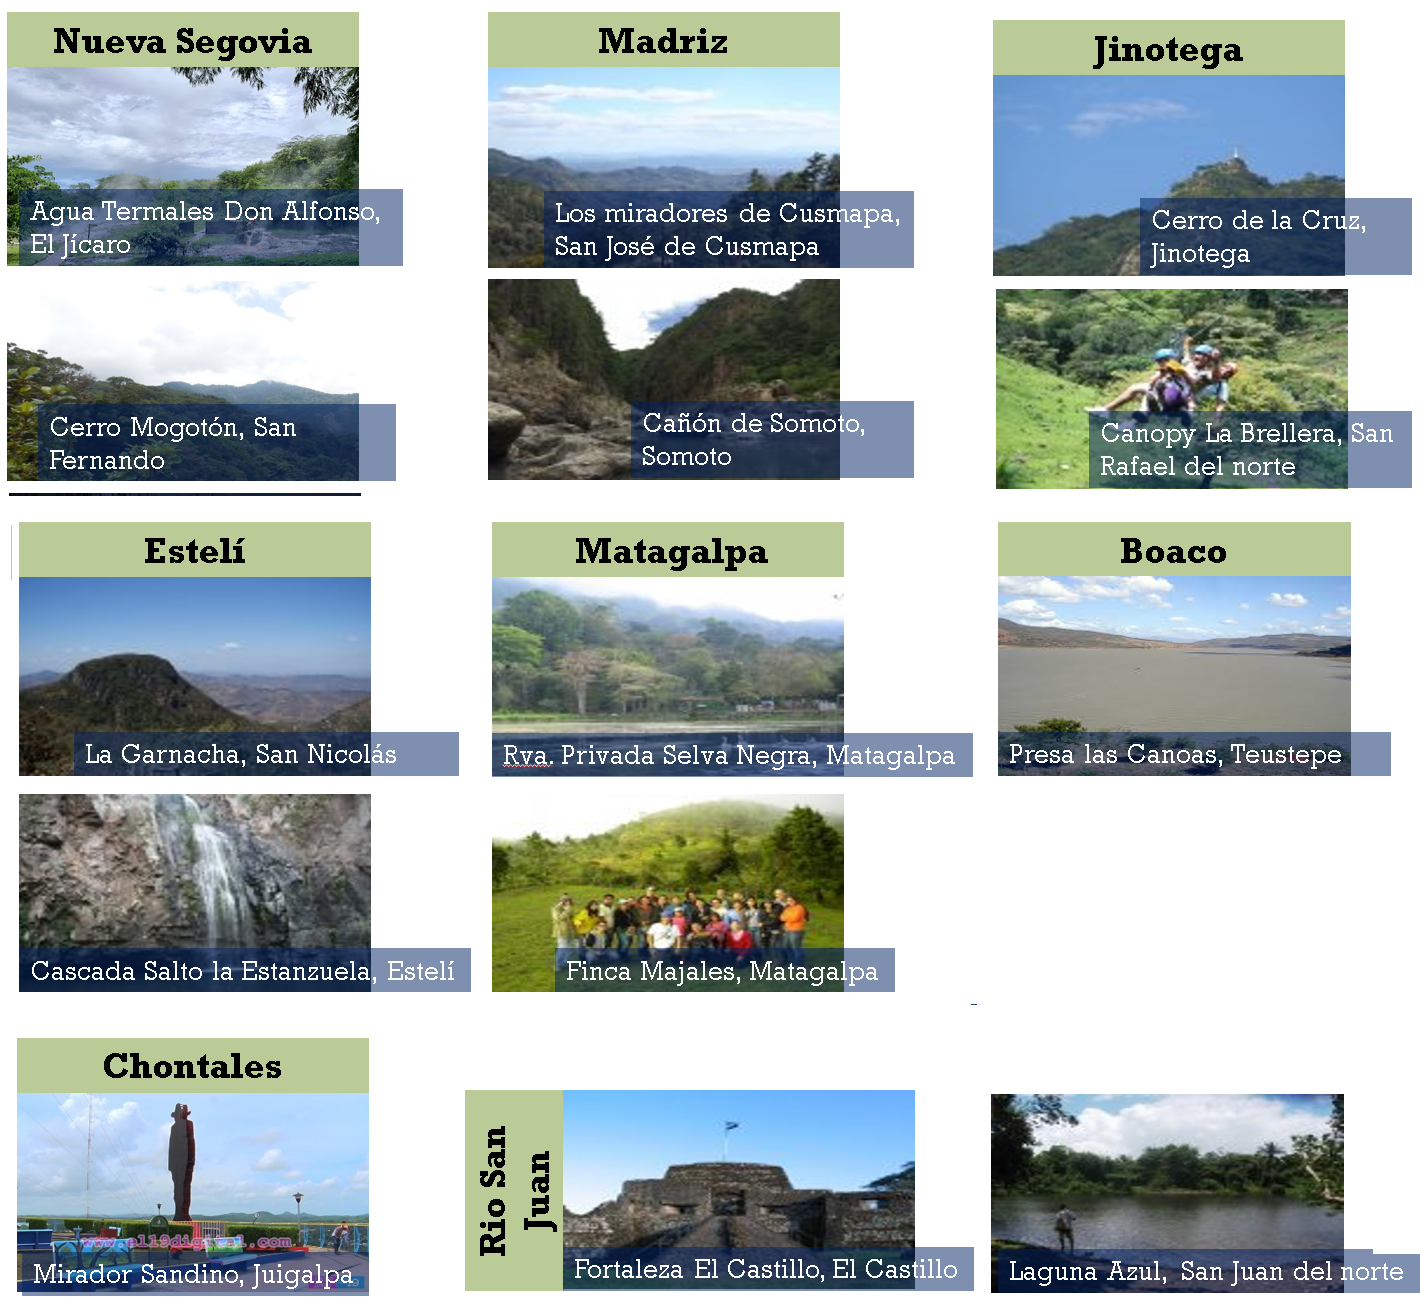 Nueva Segovia
Madriz
Jinotega
Agua Termales Don Alfonso,
El Jícaro
Los miradores de Cusmapa,
San José de Cusmapa
Cerro de la Cruz,
Jinotega
Cerro Mogotón, San
Fernando
Cañón de Somoto,
Somoto
Canopy La Brellera, San
Rafael del norte
Estelí
Matagalpa
Boaco
La Garnacha, San Nicolás
Rva. Privada Selva Negra, Matagalpa
Presa las Canoas, Teustepe
Cascada Salto la Estanzuela, Estelí
Finca Majales, Matagalpa
Chontales
www.el19digital.com
Mirador Sandino, Juigalpa
Rio San
Juan
Fortaleza El Castillo, El Castillo
Laguna Azul, San Juan del norte